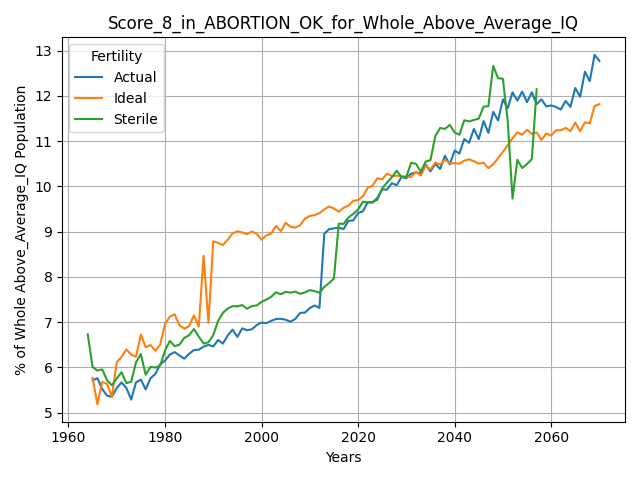 Score_8_in_ABORTION_OK_for_Whole_Above_Average_IQ
% of Whole Above_Average_IQ Population
13
12
11
10
9
8
7
6
5
Fertility
Actual
Ideal
Sterile
1960 1980 2000 2020 2040 2060
Years